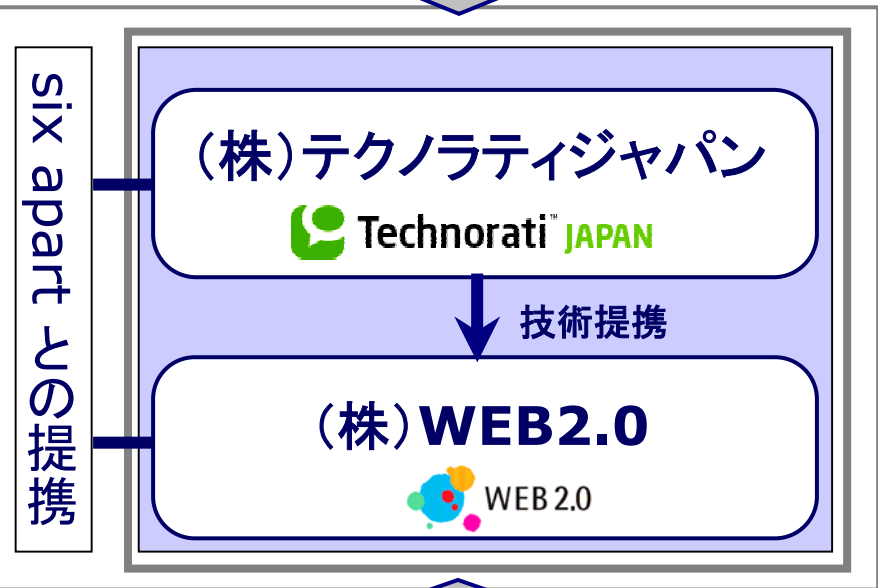 six apart との提携
（株）テクノラティジャパン
Technorati™ JAPAN
技術提携
（株）WEB2.0
WEB 2.0